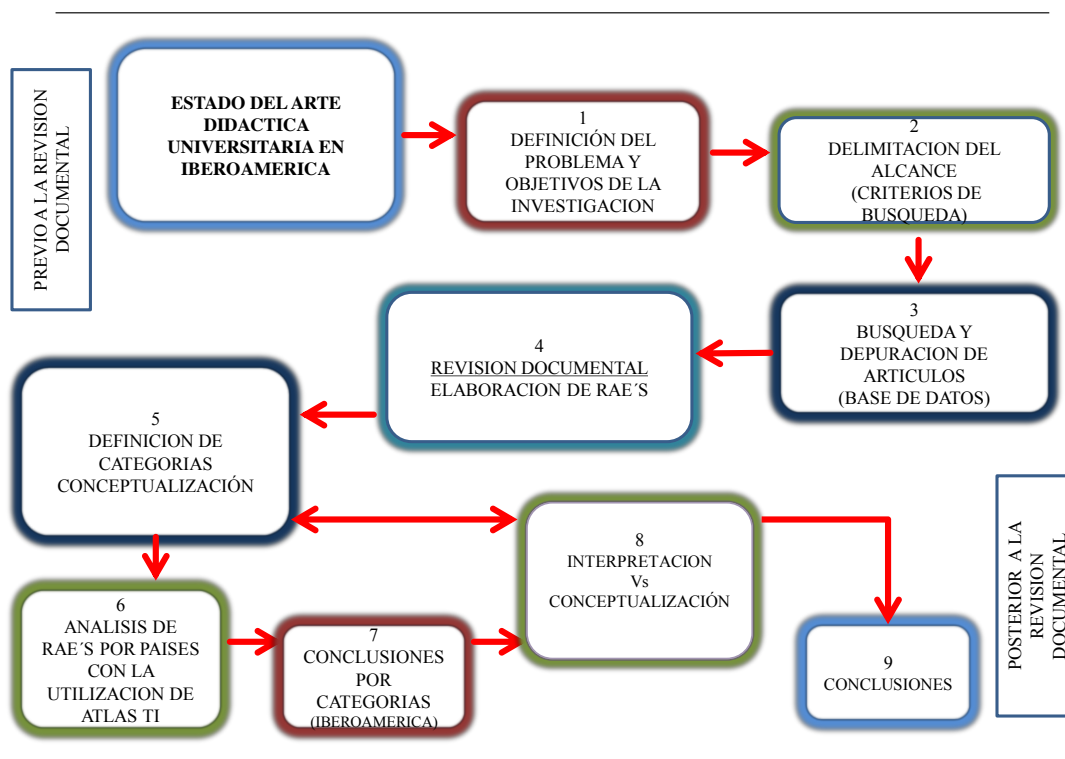 PREVIO A LA REVISION
DOCUMENTAL
ESTADO DEL ARTE
DIDACTICA
UNIVERSITARIA EN
IBEROAMERICA
1
DEFINICIÓN DEL
PROBLEMA Y
OBJETIVOS DE LA
INVESTIGACION
2
DELIMITACION DEL
ALCANCE
(CRITERIOS DE
BUSQUEDA)
3
BUSQUEDA Y
DEPURACION DE
ARTICULOS
(BASE DE DATOS)
4
REVISION DOCUMENTAL
ELABORACION DE RAE´S
5
DEFINICION DE
CATEGORIAS
CONCEPTUALIZACIÓN
6
ANALISIS DE
RAE´S POR PAISES
CON LA
UTILIZACION DE
ATLAS TI
7
CONCLUSIONES
POR
CATEGORIAS
(IBEROAMERICA)
8
INTERPRETACION
Vs
CONCEPTUALIZACIÓN
9
CONCLUSIONES
POSTERIOR A LA
REVISION
DOCUMENTAL